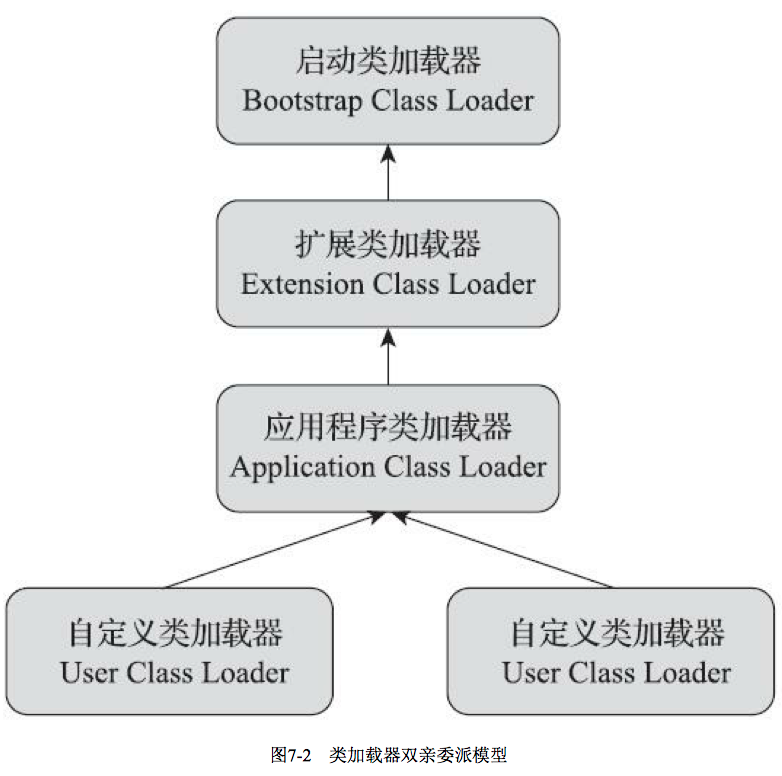 启动类加载器
Bootstrap Class Loader
扩展类加载器
Extension Class Loader
应用程序类加载器
Application Class Loader
自定义类加载器
User Class Loader
自定义类加载器
User Class Loader
图7-2 类加载器双亲委派模型